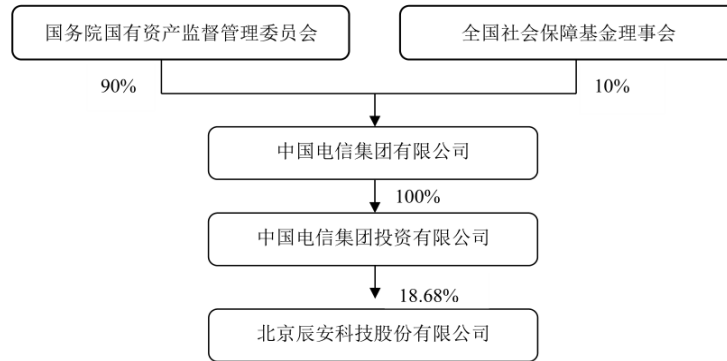 国务院国有资产监督管理委员会
全国社会保障基金理事会
90%
10%
中国电信集团有限公司
100%
中国电信集团投资有限公司
18.68%
北京辰安科技股份有限公司